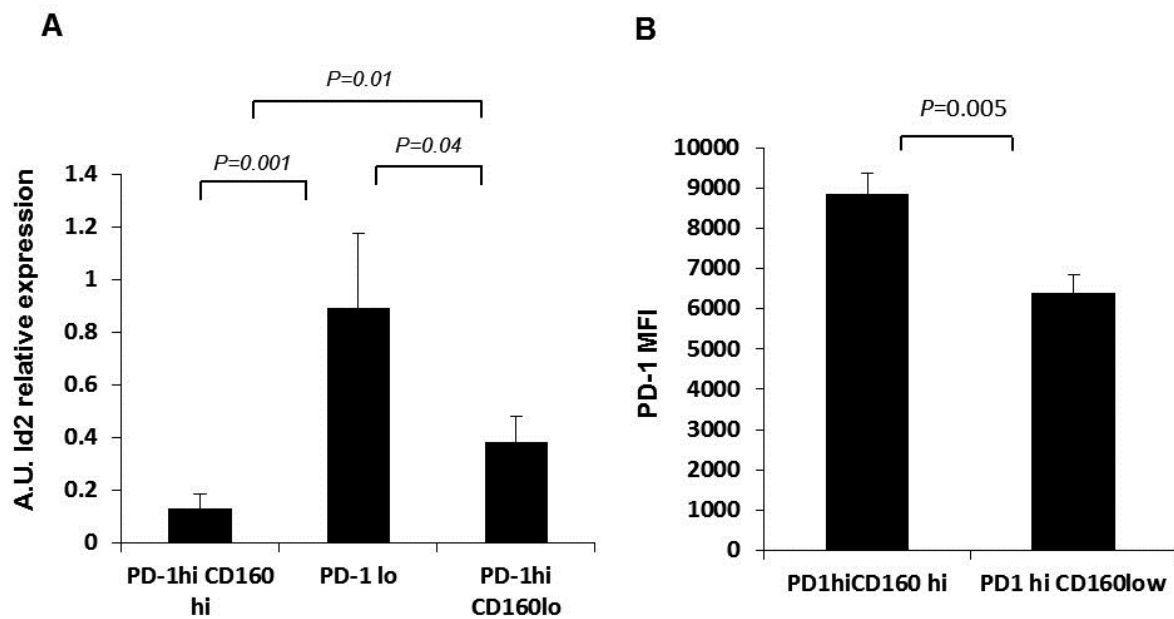 A
P=0.01
P=0.001
P=0.04
A.U. Id2 relative expression
1.4
1.2
1
0.8
0.6
0.4
0.2
0
PD-1hi CD160
hi
PD-1 lo
PD-1hi
CD160lo
B
P=0.005
PD-1 MFI
10000
9000
8000
7000
6000
5000
4000
3000
2000
1000
0
PD1hiCD160 hi
PD1 hi CD160low